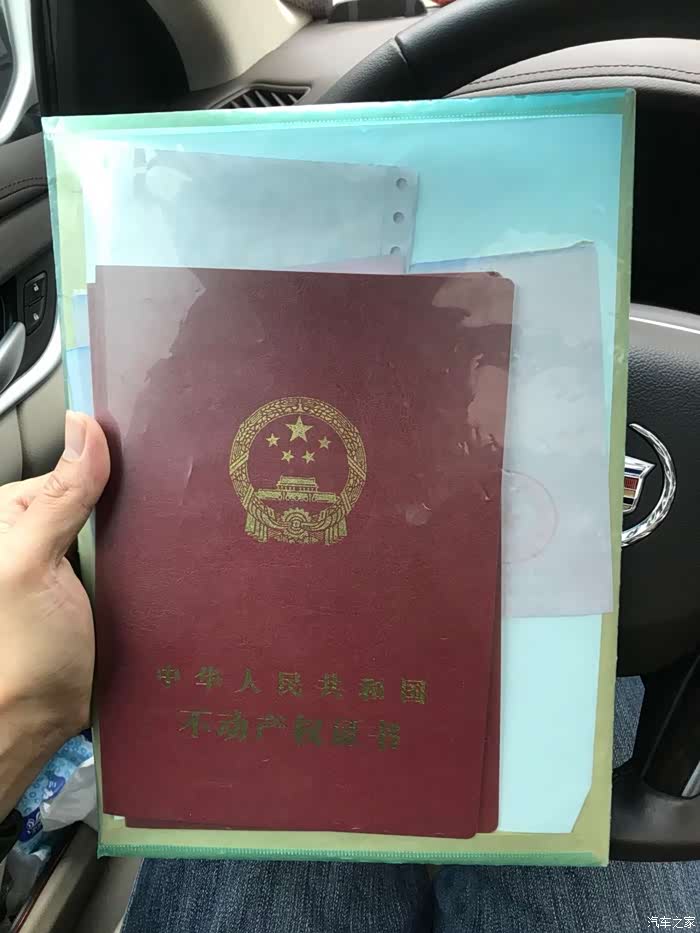 中华人民共和国
不动产权证书
汽车之家